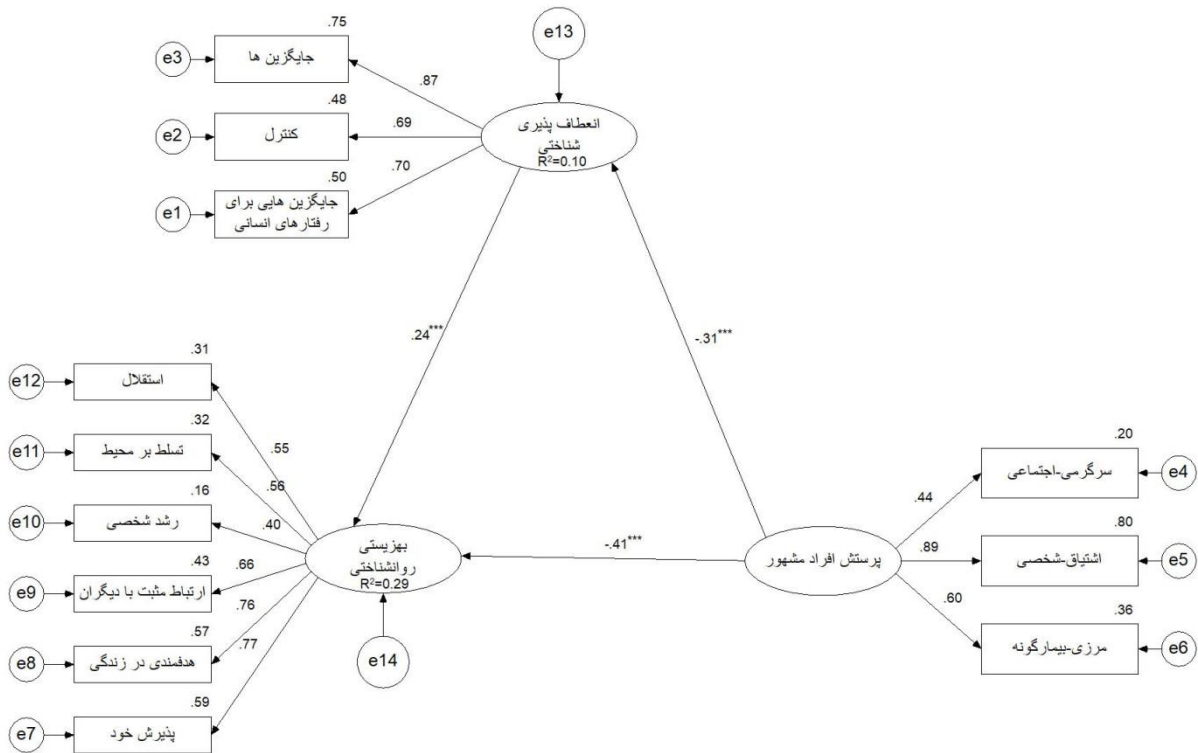 .75
e13
e3
جایگزین ها
.87
.48
e2
کنترل
.69
انعطاف پذیری
شناختی
R²=0.10
.50
.70
e1
جایگزین هایی برای
رفتارهای انسانی
.24***
-.31***
.31
e12
استقلال
.55
.32
e11
تسلط بر محیط
.56
.16
e10
رشد شخصی
.40
.43
e9
ارتباط مثبت با دیگران
.66
بهزیستی
روانشناختی
R²=0.29
.57
e8
هدفمندی در زندگی
.76
.59
e7
پذیرش خود
.77
e14
-.41***
پرستش افراد مشهور
.20
سرگرمی-اجتماعی
e4
.44
.80
اشتیاق-شخصی
e5
.89
.36
مرزی-بیمارگونه
e6
.60